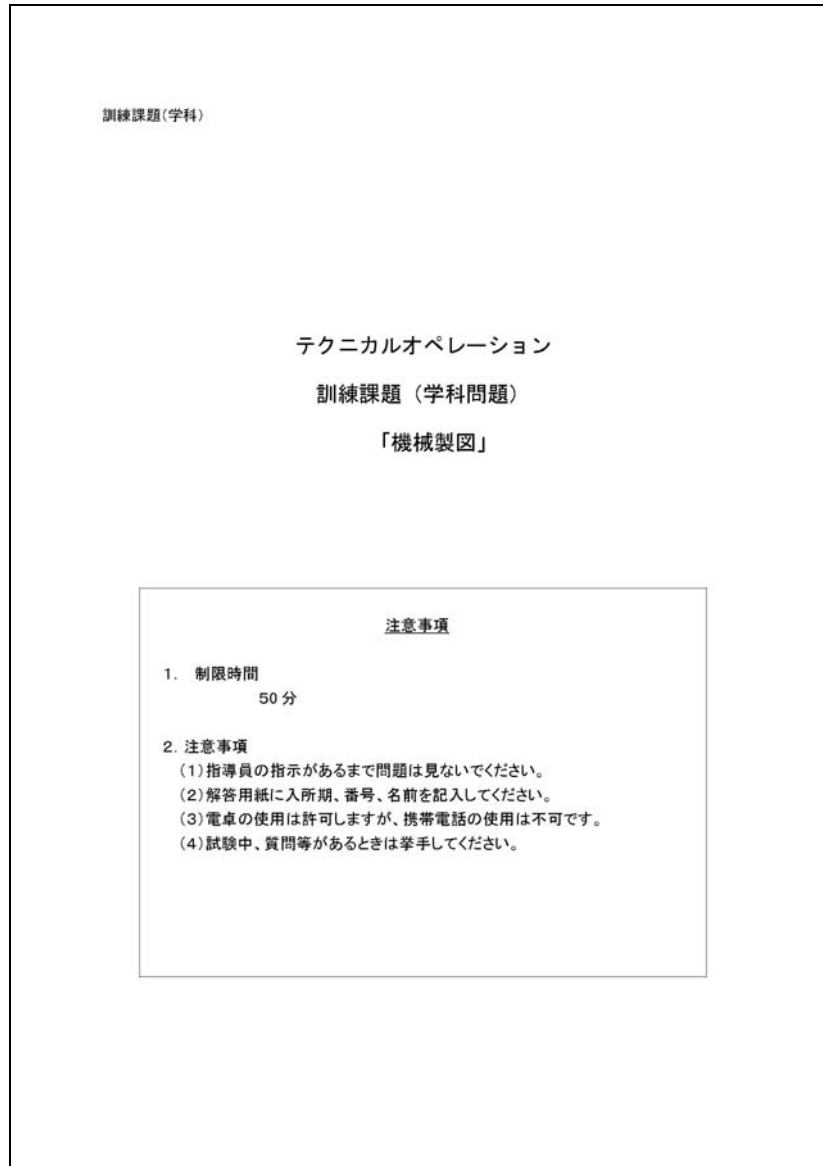 訓練課題(学科)
テクニカルオペレーション
訓練課題（学科問題）
「機械製図」
注意事項
1. 制限時間
50 分
2. 注意事項
(1)指導員の指示があるまで問題は見ないでください。
(2)解答用紙に入所期、番号、名前を記入してください。
(3)電卓の使用は許可しますが、携帯電話の使用は不可です。
(4)試験中、質問等があるときは挙手してください。